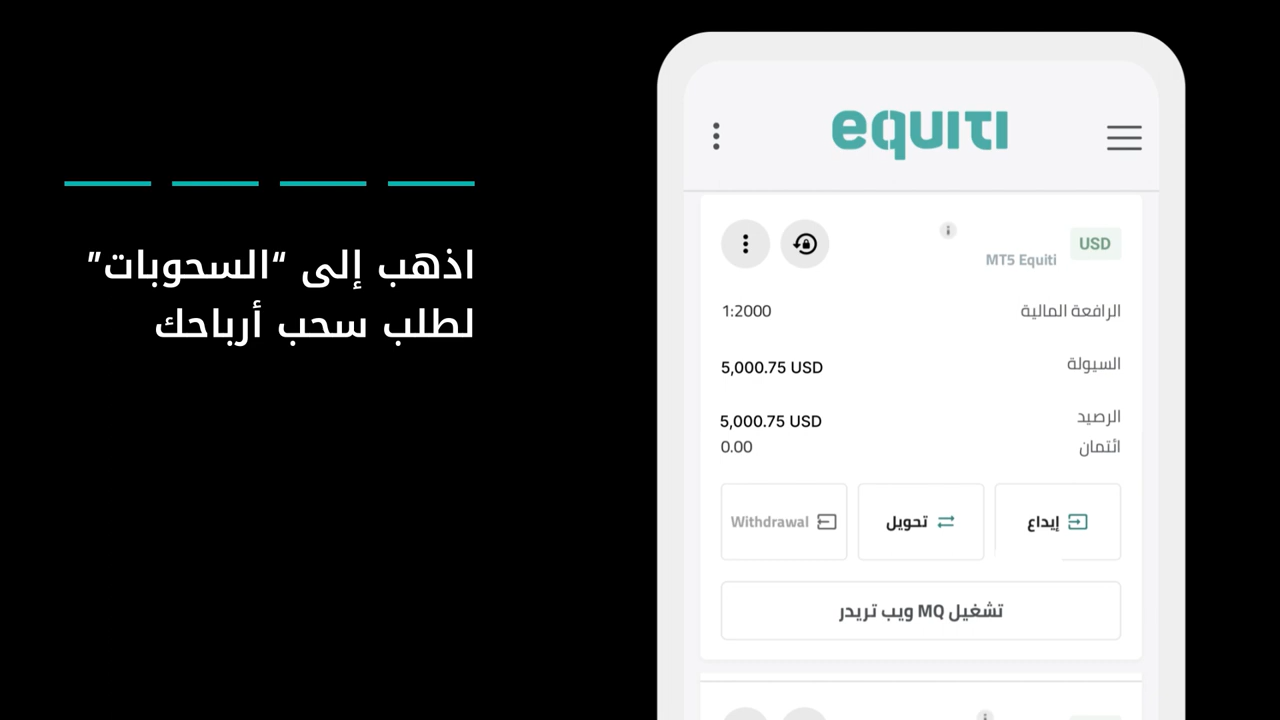 اذهب إلى “السحوبات”
لطلب سحب أرباحك
equiti
USD
MT5 Equiti
الرافعة المالية 1:2000
السيولة 5,000.75 USD
الرصيد 5,000.75 USD
ائتمان 0.00
إيداع
تحويل
Withdrawal
تشغيل MQ ويب تريدر